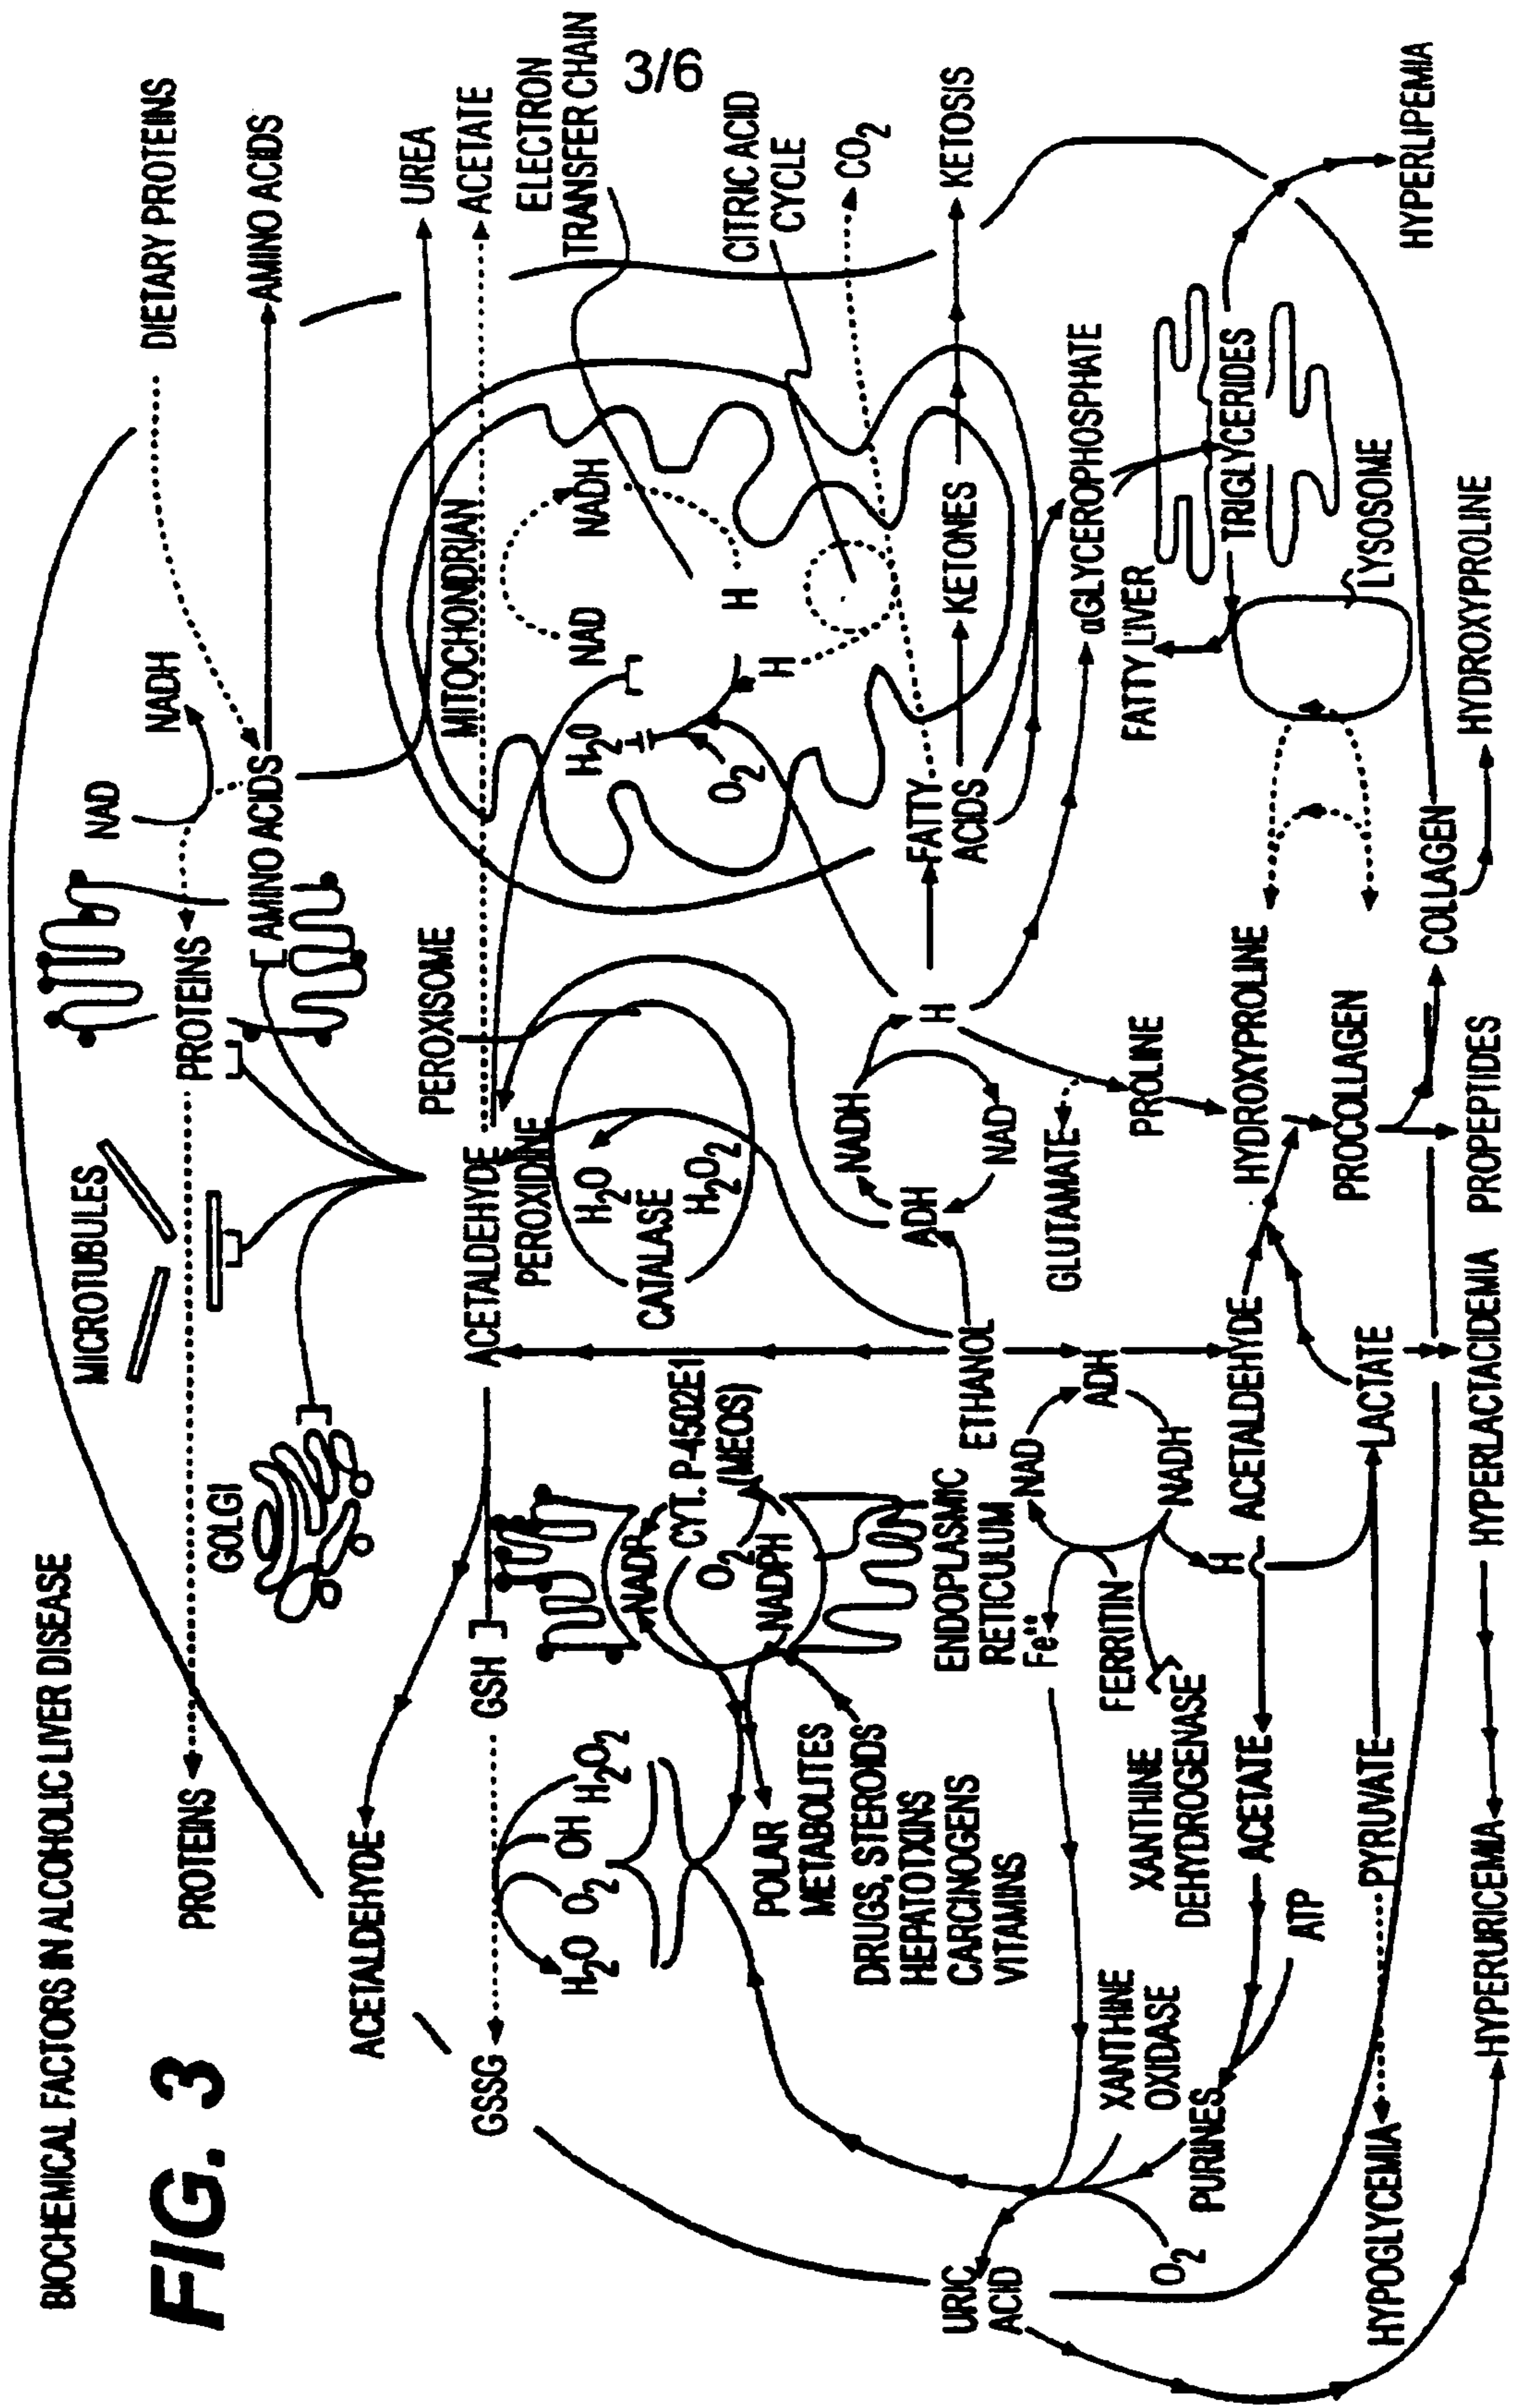 BIOCHEMICAL FACTORS IN ALCOHOLIC LIVER DISEASE
FIG. 3
3/6
MICROTUBULES
NAD
NADH
DIETARY PROTEINS
PROTEINS
PROTEINS
GOLGI
AMINO ACIDS
AMINO ACIDS
ACETALDEHYDE
PEROXISOME
UREA
GSSG
GSH
ACETALDEHYDE
MITOCHONDRIAN
ACETATE
PEROXIDINE
ELECTRON
TRANSFER CHAIN
H2O O2 OH H2O2
H2O
CATALASE
H2O2
H2O
NAD
NADH
O2
H
H
CITRIC ACID
CYCLE
CO2
NADP
CYT. P-4502E1
(MEOS)
O2
NADPH
POLAR
METABOLITES
DRUGS, STEROIDS
HEPATOTXINS
CARCINOGENS
VITAMINS
ENDOPLASMIC
RETICULUM
ETHANOL
ADH
NADH
NAD
H
FATTY
ACIDS
KETONES
KETOSIS
URIC
ACID
Fe++
NAD
ADH
NADH
H
GLUTAMATE
PROLINE
αGLYCEROPHOSPHATE
FERRITIN
XANTHINE
DEHYDROGENASE
XANTHINE
OXIDASE
FATTY LIVER
O2
PURINES
ATP
ACETATE
ACETALDEHYDE
HYDROXYPROLINE
TRIGLYCERIDES
PROCOLLAGEN
LYSOSOME
HYPOGLYCEMIA
PYRUVATE
LACTATE
COLLAGEN
HYPERLIPEMIA
HYPERURICEMIA
HYPERLACTACIDEMIA
PROPEPTIDES
HYDROXYPROLINE